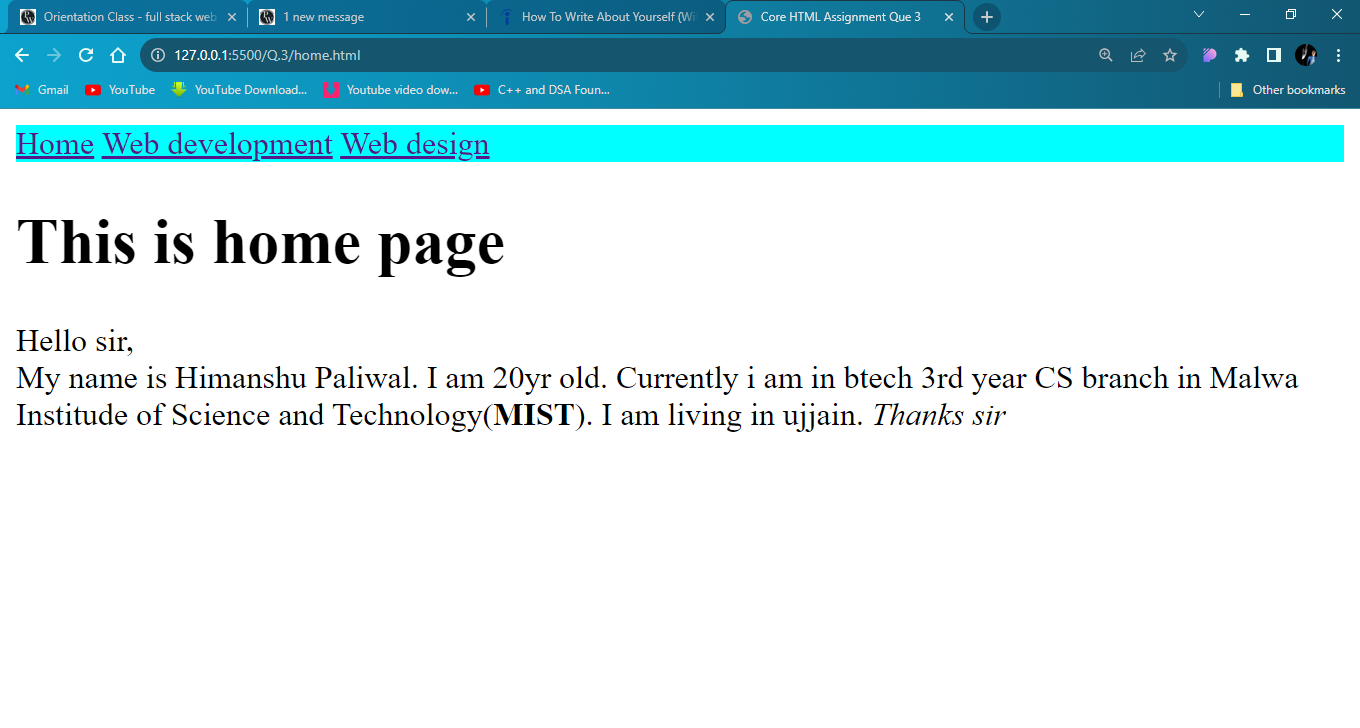 Orientation Class - full stack web
1 new message
How To Write About Yourself (Wi
Core HTML Assignment Que 3
127.0.0.1:5500/Q.3/home.html
Gmail
YouTube
YouTube Download...
Youtube video dow...
C++ and DSA Foun...
Other bookmarks
Home Web development Web design
This is home page
Hello sir,
My name is Himanshu Paliwal. I am 20yr old. Currently i am in btech 3rd year CS branch in Malwa
Institude of Science and Technology(MIST). I am living in ujjain. Thanks sir